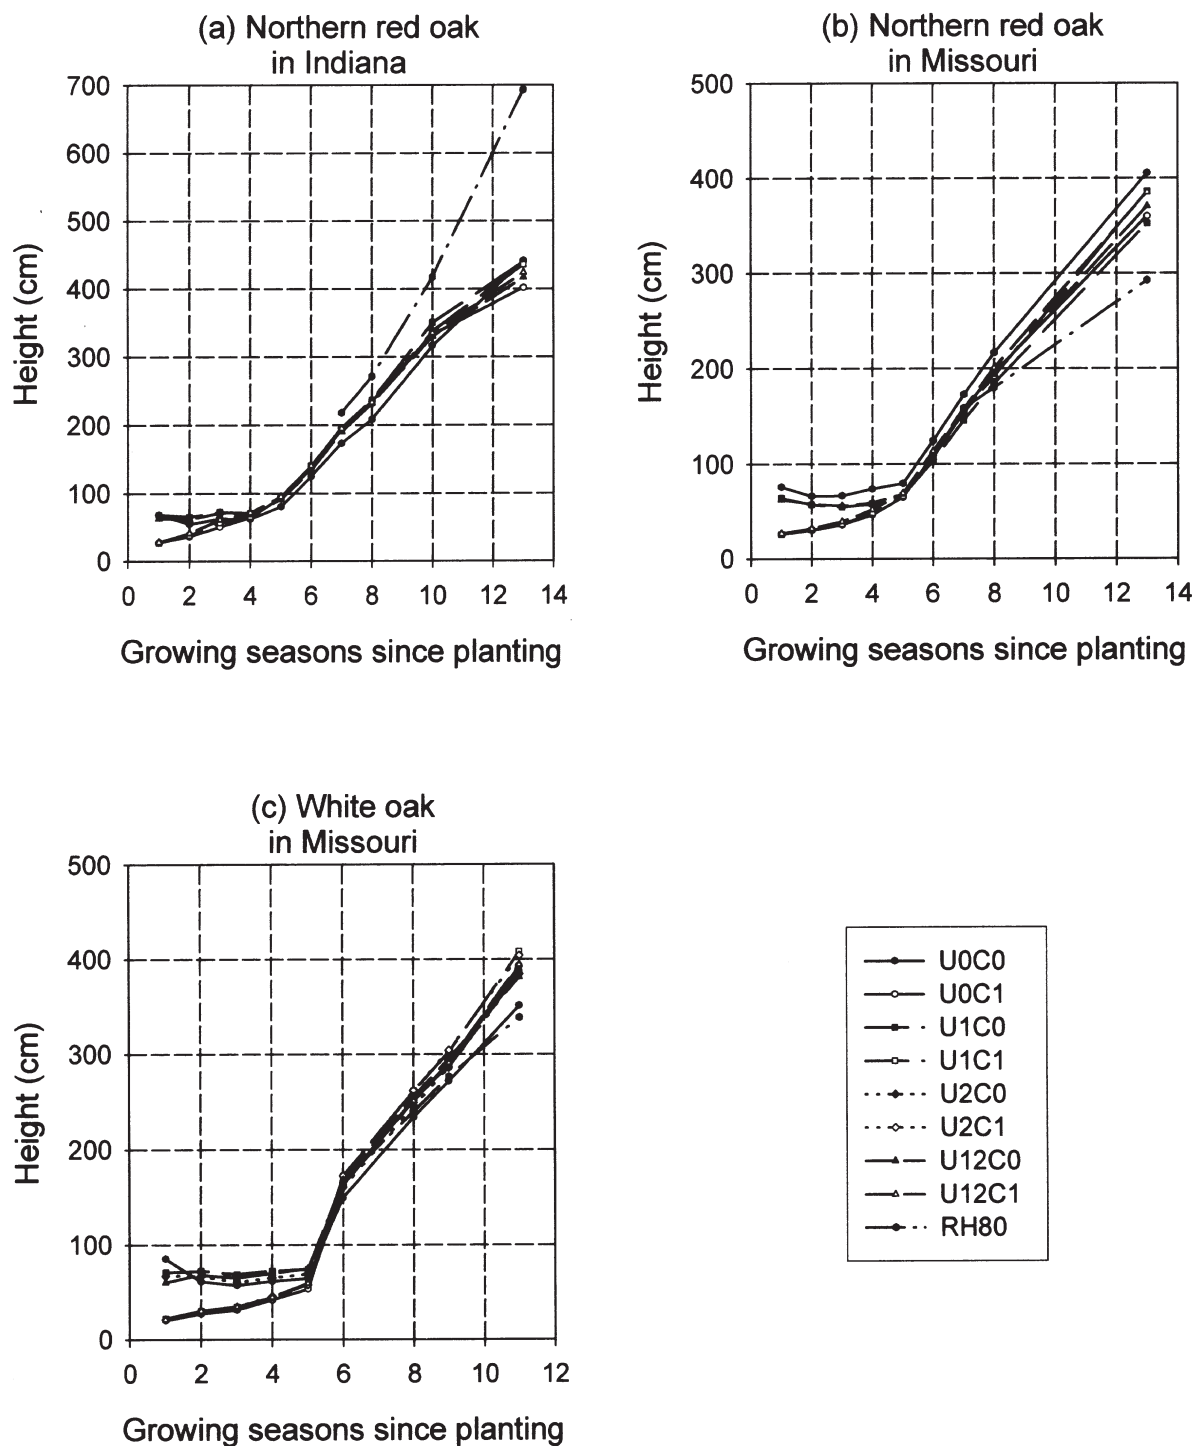 (a) Northern red oak
in Indiana
700
600
500
400
300
200
100
0
Height (cm)
0 2 4 6 8 10 12 14
Growing seasons since planting
(b) Northern red oak
in Missouri
500
400
300
200
100
0
Height (cm)
0 2 4 6 8 10 12 14
Growing seasons since planting
(c) White oak
in Missouri
500
400
300
200
100
0
Height (cm)
0 2 4 6 8 10 12
Growing seasons since planting
U0C0
U0C1
U1C0
U1C1
U2C0
U2C1
U12C0
U12C1
RH80